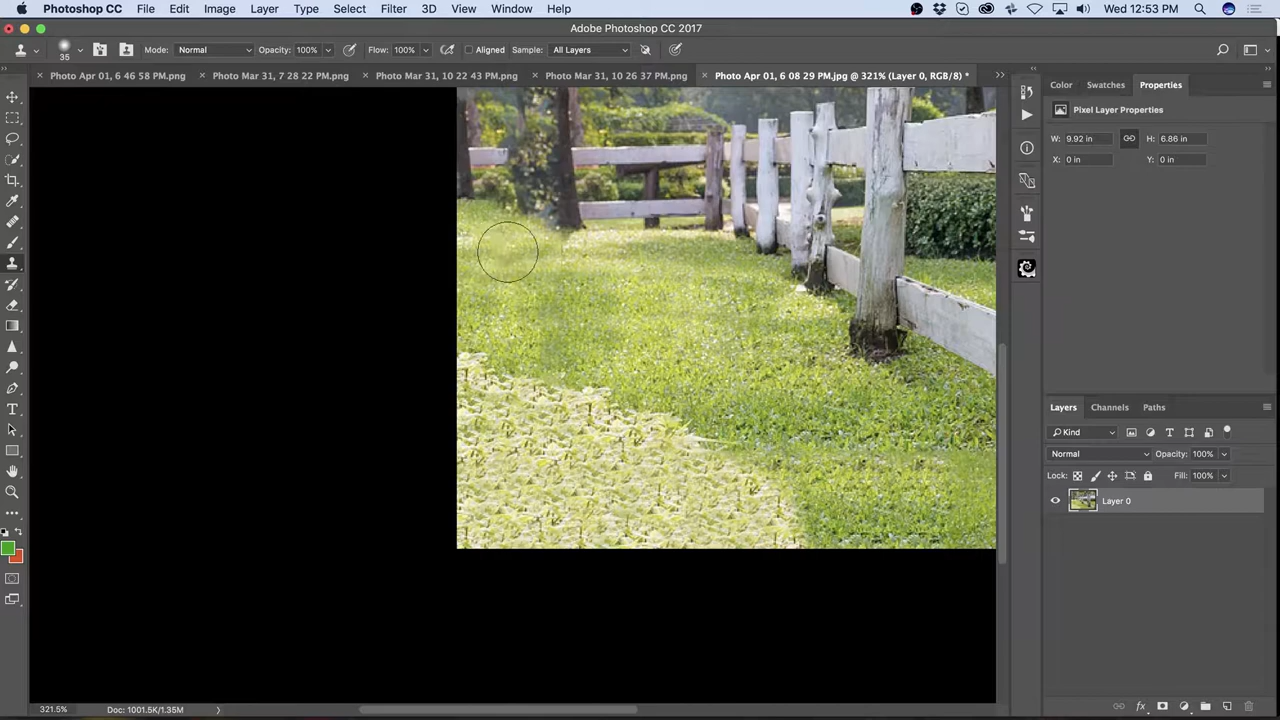 Photoshop CC File Edit Image Layer Type Select Filter 3D View Window Help Wed 12:53 PM
Adobe Photoshop CC 2017
35 Mode: Normal Opacity: 100% Flow: 100% Aligned Sample: All Layers
Photo Apr 01, 6 46 58 PM.png Photo Mar 31, 7 28 22 PM.png Photo Mar 31, 10 22 43 PM.png Photo Mar 31, 10 26 37 PM.png Photo Apr 01, 6 08 29 PM.jpg @ 321% (Layer 0, RGB/8) *
Color Swatches Properties
Pixel Layer Properties
W: 9.92 in H: 6.86 in
X: 0 in Y: 0 in
Layers Channels Paths
Kind
Normal Opacity: 100%
Lock: Fill: 100%
Layer 0
321.5% Doc: 1001.5K/1.35M